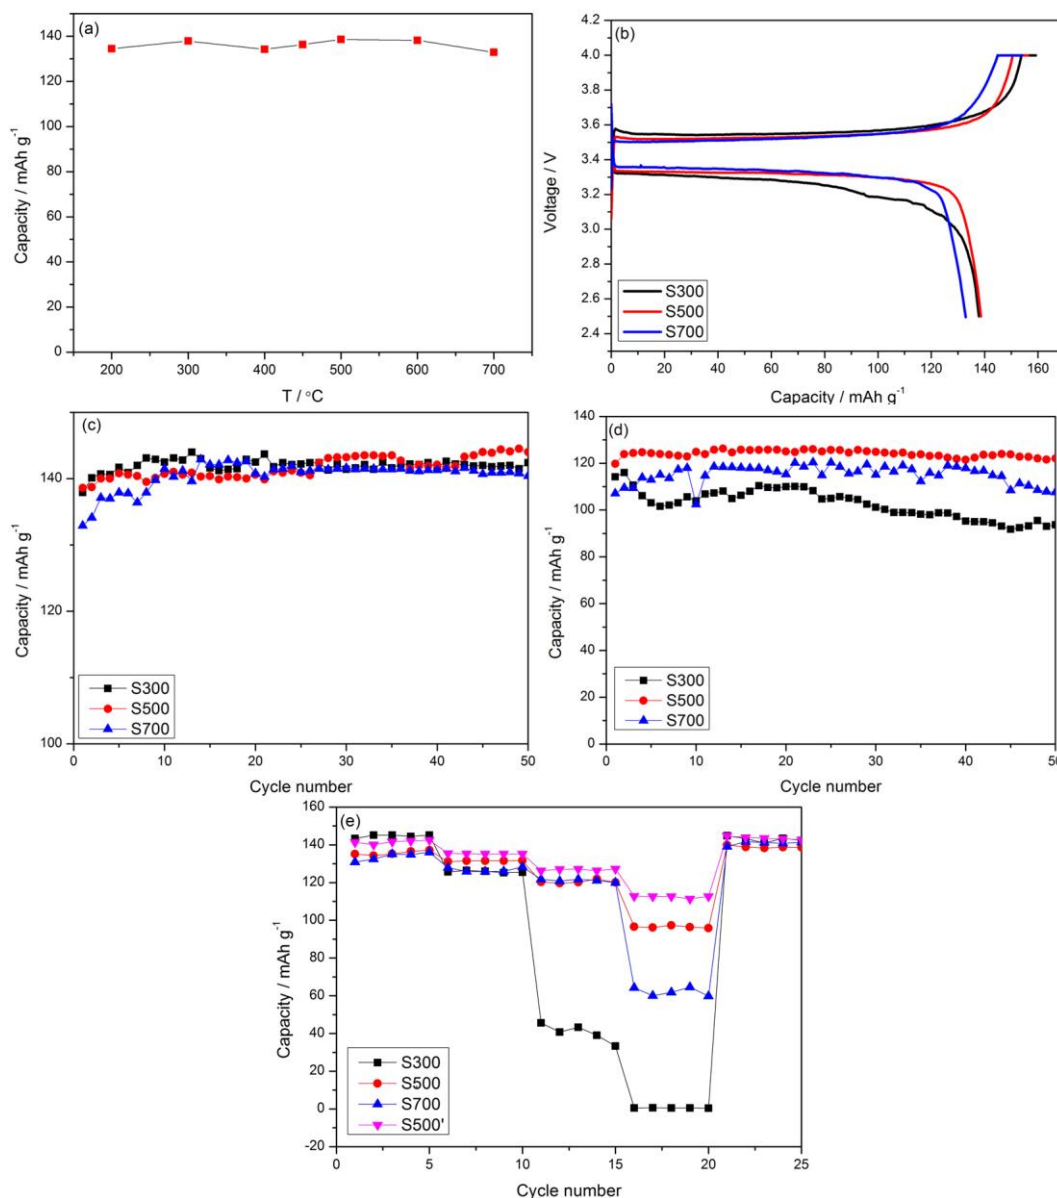 (a)
140
120
100
80
60
40
20
0
Capacity / mAh g-1
200 300 400 500 600 700
T / °C
(b)
4.2
4.0
3.8
3.6
3.4
3.2
3.0
2.8
2.6
2.4
Voltage / V
S300
S500
S700
0 20 40 60 80 100 120 140 160
Capacity / mAh g-1
(c)
140
120
100
Capacity / mAh g-1
S300
S500
S700
0 10 20 30 40 50
Cycle number
(d)
140
120
100
80
60
40
20
0
Capacity / mAh g-1
S300
S500
S700
0 10 20 30 40 50
Cycle number
(e)
160
140
120
100
80
60
40
20
0
-20
Capacity / mAh g-1
S300
S500
S700
S500'
0 5 10 15 20 25
Cycle number